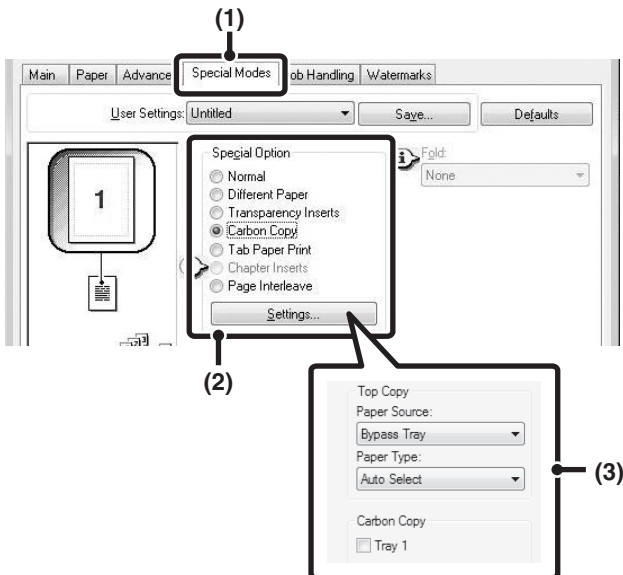 (1)
Main Paper Advance Special Modes ob Handling Watermarks
User Settings: Untitled Save... Defaults
Special Option
Fold:
None
Normal
Different Paper
Transparency Inserts
Carbon Copy
Tab Paper Print
Chapter Inserts
Page Interleave
Settings...
1
(2)
Top Copy
Paper Source:
Bypass Tray
Paper Type:
Auto Select
(3)
Carbon Copy
Tray 1